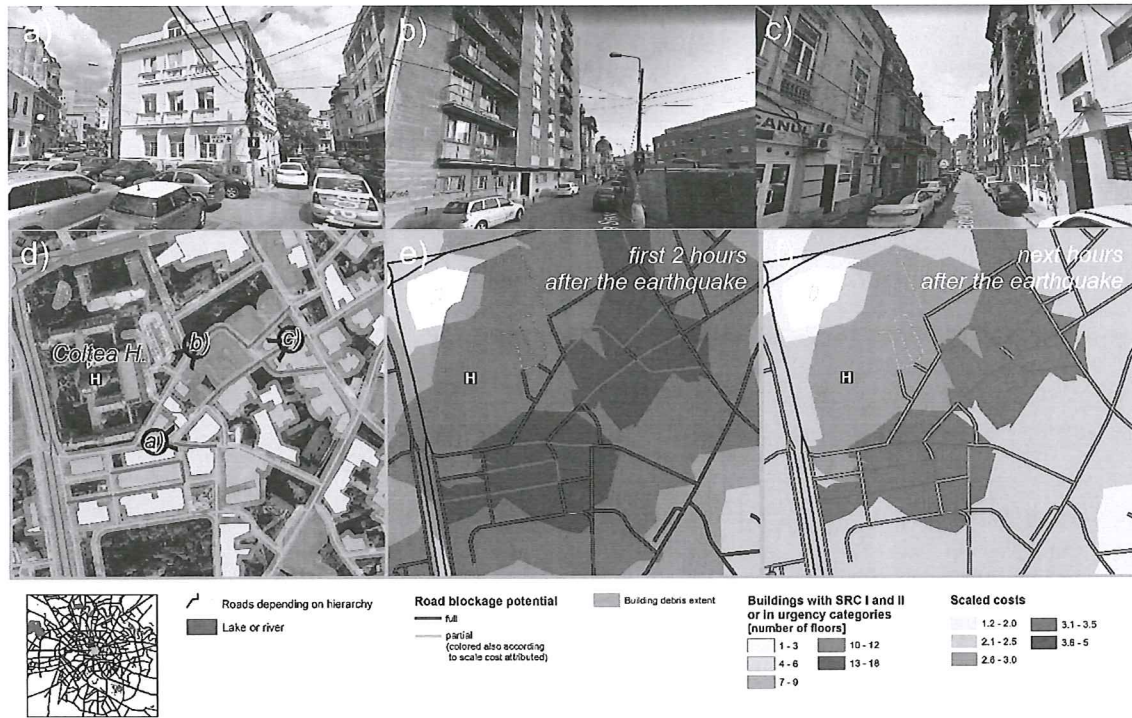 a)
b)
c)
CANUL
d)
Colțea H.
H
b)
c)
a)
e)
first 2 hours
after the earthquake
H
next hours
after the earthquake
H
Roads depending on hierarchy
Lake or river
Road blockage potential
full
partial
(colored also according
to scale cost attributed)
Building debris extent
Buildings with SRC I and II
or in urgency categories
[number of floors]
1 - 3
4 - 6
7 - 9
10 - 12
13 - 18
Scaled costs
1.2 - 2.0
2.1 - 2.5
2.6 - 3.0
3.1 - 3.5
3.6 - 5